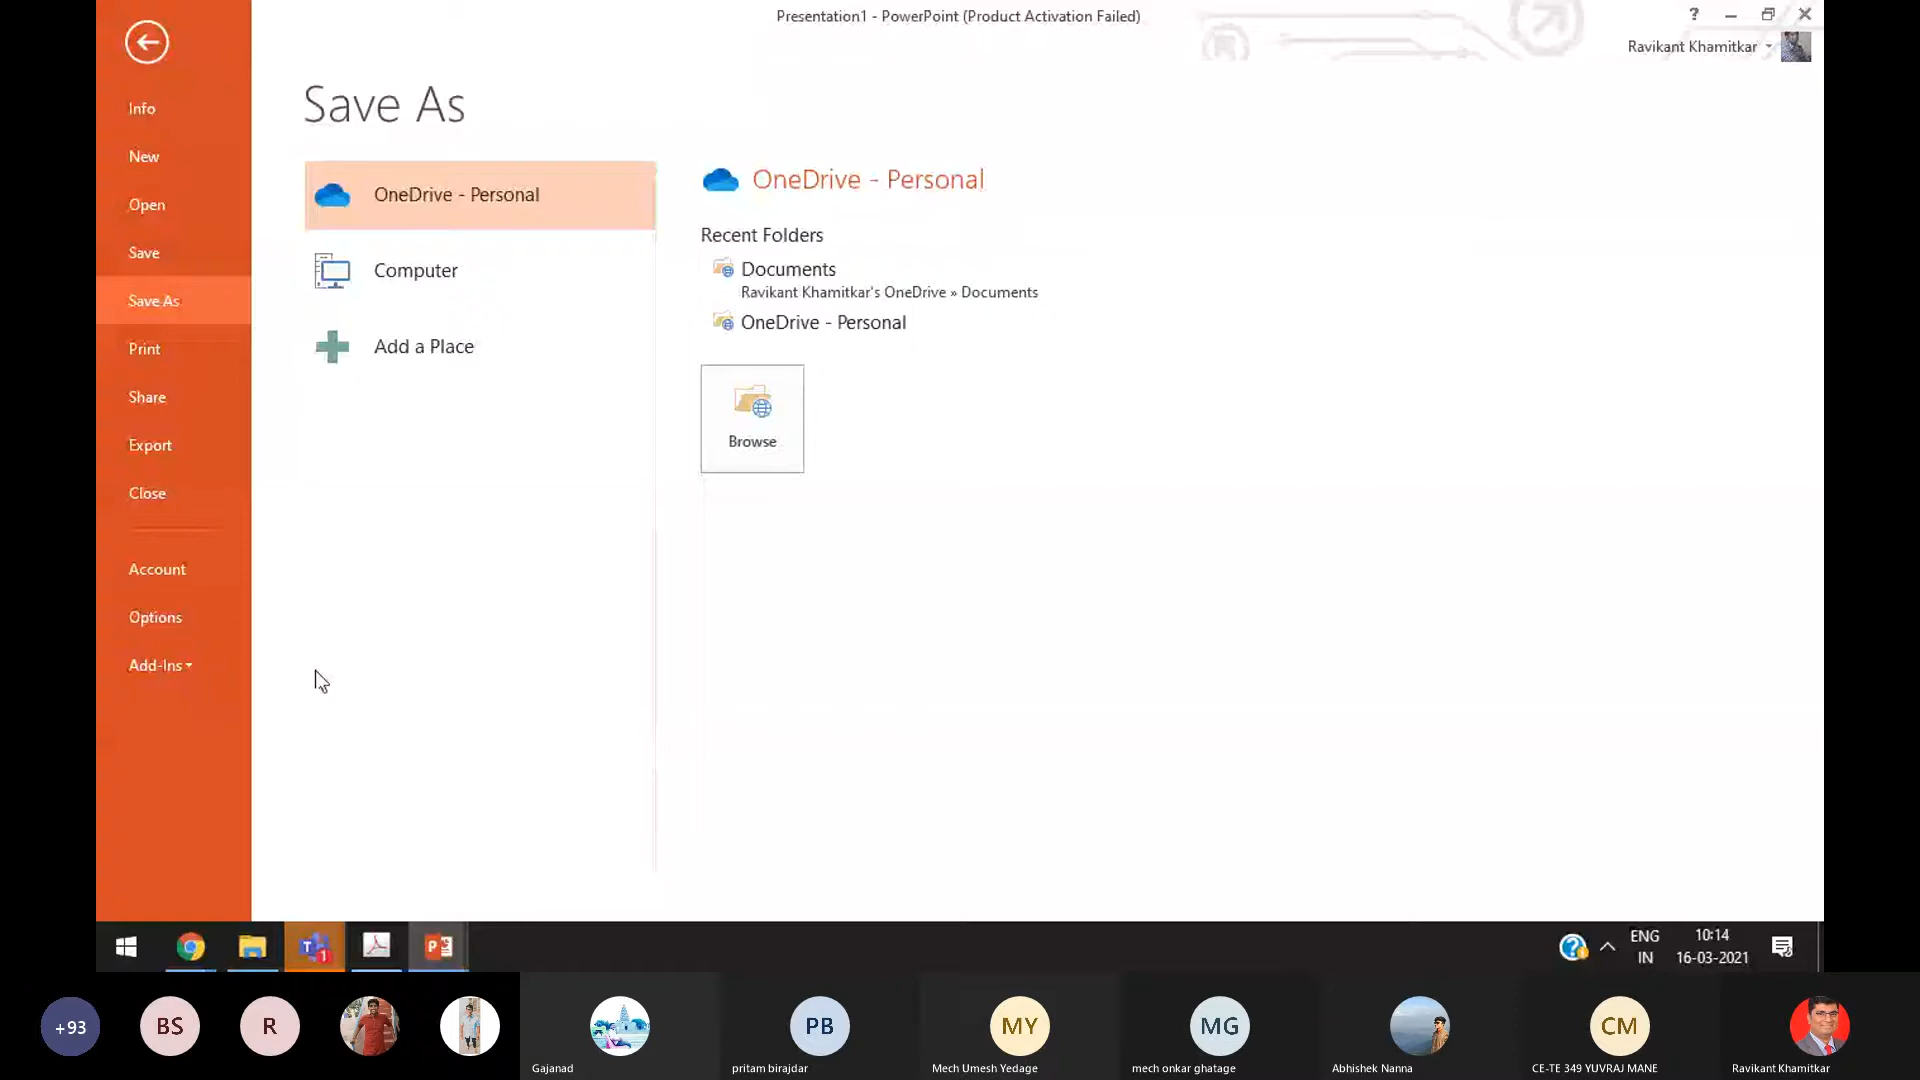 Presentation1 - PowerPoint (Product Activation Failed)
?
Ravikant Khamitkar
Info
New
Open
Save
Save As
Print
Share
Export
Close
Account
Options
Add-Ins
Save As
OneDrive - Personal
Computer
Add a Place
OneDrive - Personal
Recent Folders
Documents
Ravikant Khamitkar's OneDrive » Documents
OneDrive - Personal
Browse
ENG
IN
10:14
16-03-2021
+93
BS
R
PB
MY
MG
CM
Gajanad
pritam birajdar
Mech Umesh Yedage
mech onkar ghatage
Abhishek Nanna
CE-TE 349 YUVRAJ MANE
Ravikant Khamitkar